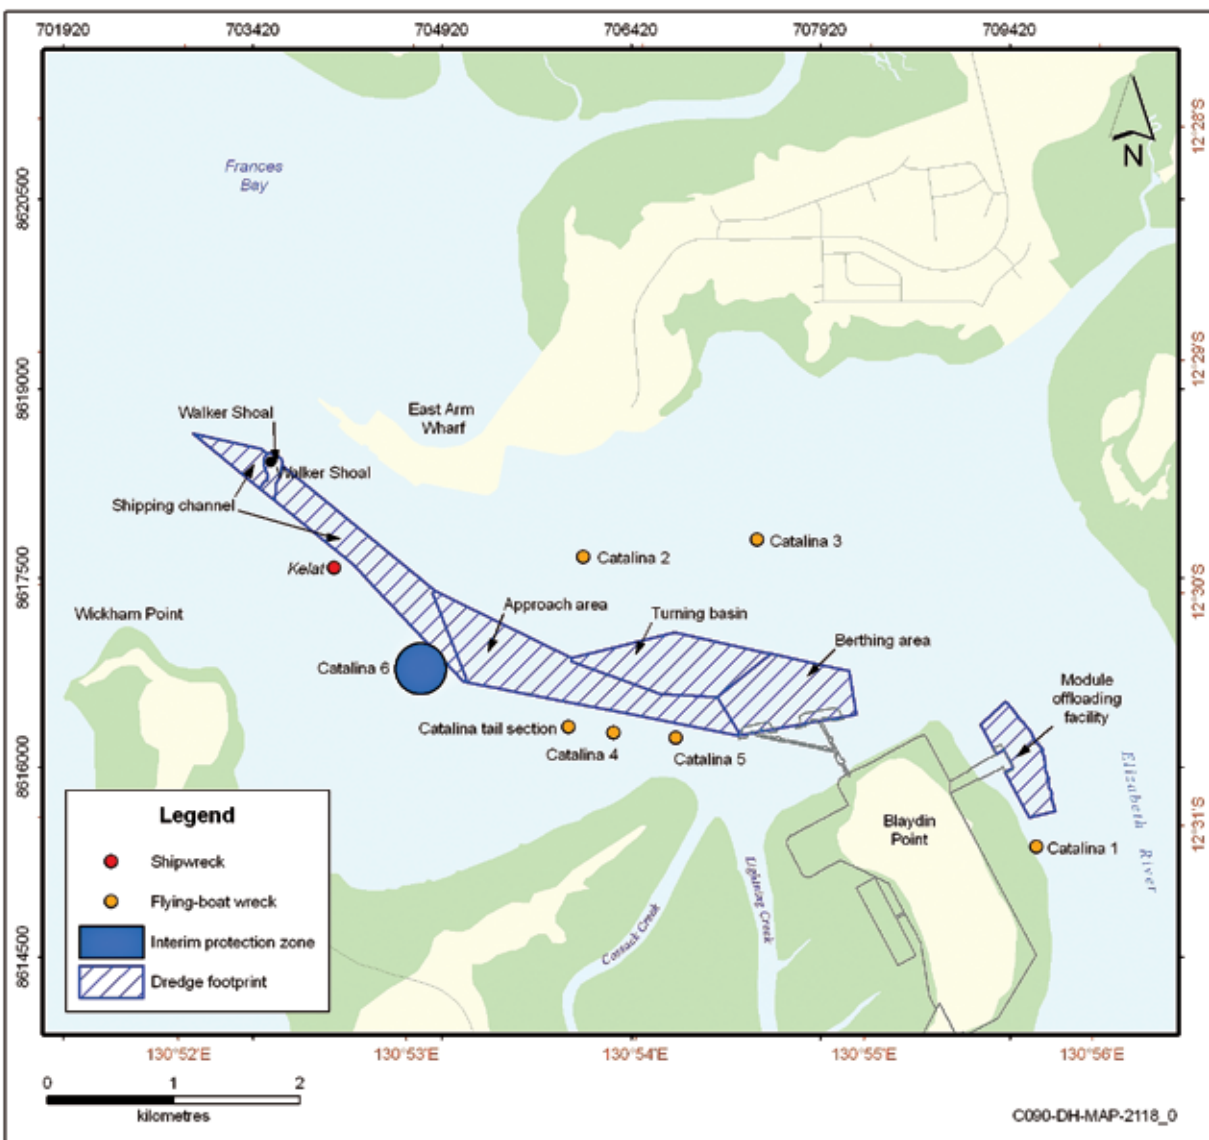 701920 703420 704920 706420 707920 709420
12°28'S
N
Frances
Bay
8620500
12°29'S
8619000
Walker Shoal
East Arm
Wharf
Walker Shoal
Shipping channel
Catalina 3
Catalina 2
Kelat
8617500
12°30'S
Approach area
Turning basin
Wickham Point
Berthing area
Catalina 6
Module
offloading
facility
Catalina tail section
Catalina 4
Catalina 5
8616000
Elizabeth River
12°31'S
Blaydin
Point
Catalina 1
Legend
Shipwreck
Flying-boat wreck
Interim protection zone
Dredge footprint
Cossack Creek
Lightning Creek
8614500
130°52'E 130°53'E 130°54'E 130°55'E 130°56'E
0 1 2
kilometres
C090-DH-MAP-2118_0